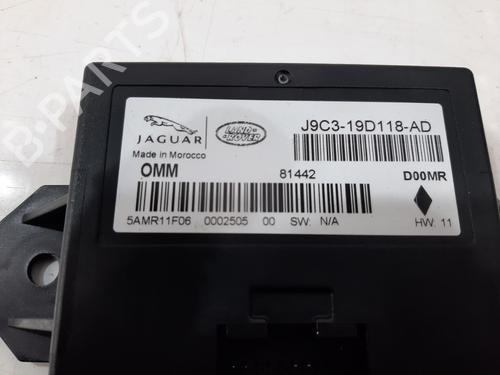 B-PARTS
JAGUAR
LAND-
ROVER
J9C3-19D118-AD
Made in Morocco
OMM
81442
D00MR
5AMR11F06 0002505 00 SW: N/A
HW: 11